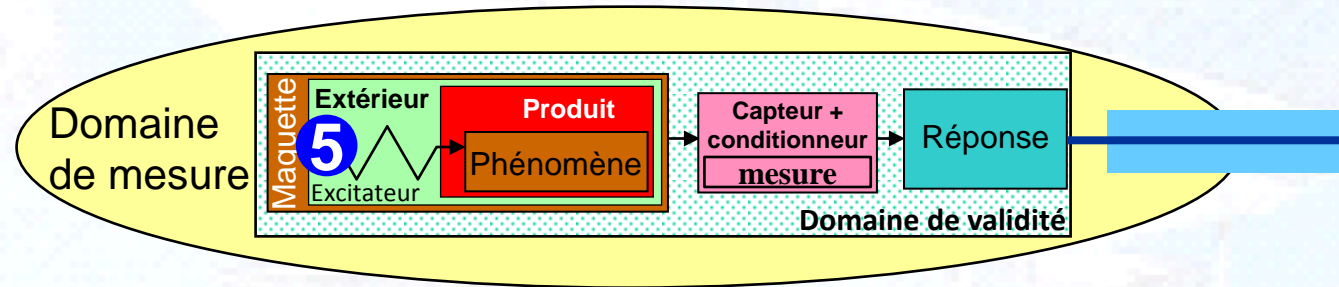 Domaine
de mesure
Maquette
Extérieur
5
Excitateur
Produit
Phénomène
Capteur +
conditionneur
mesure
Réponse
Domaine de validité